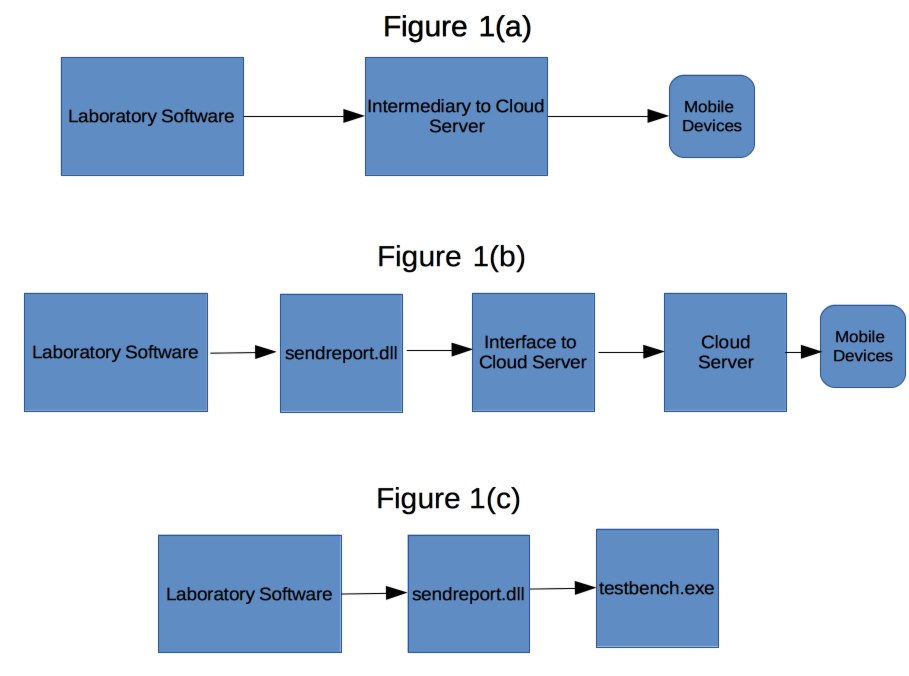 Figure 1(a)
Laboratory Software
Intermediary to Cloud
Server
Mobile
Devices
Figure 1(b)
Laboratory Software
sendreport.dll
Interface to
Cloud Server
Cloud
Server
Mobile
Devices
Figure 1(c)
Laboratory Software
sendreport.dll
testbench.exe